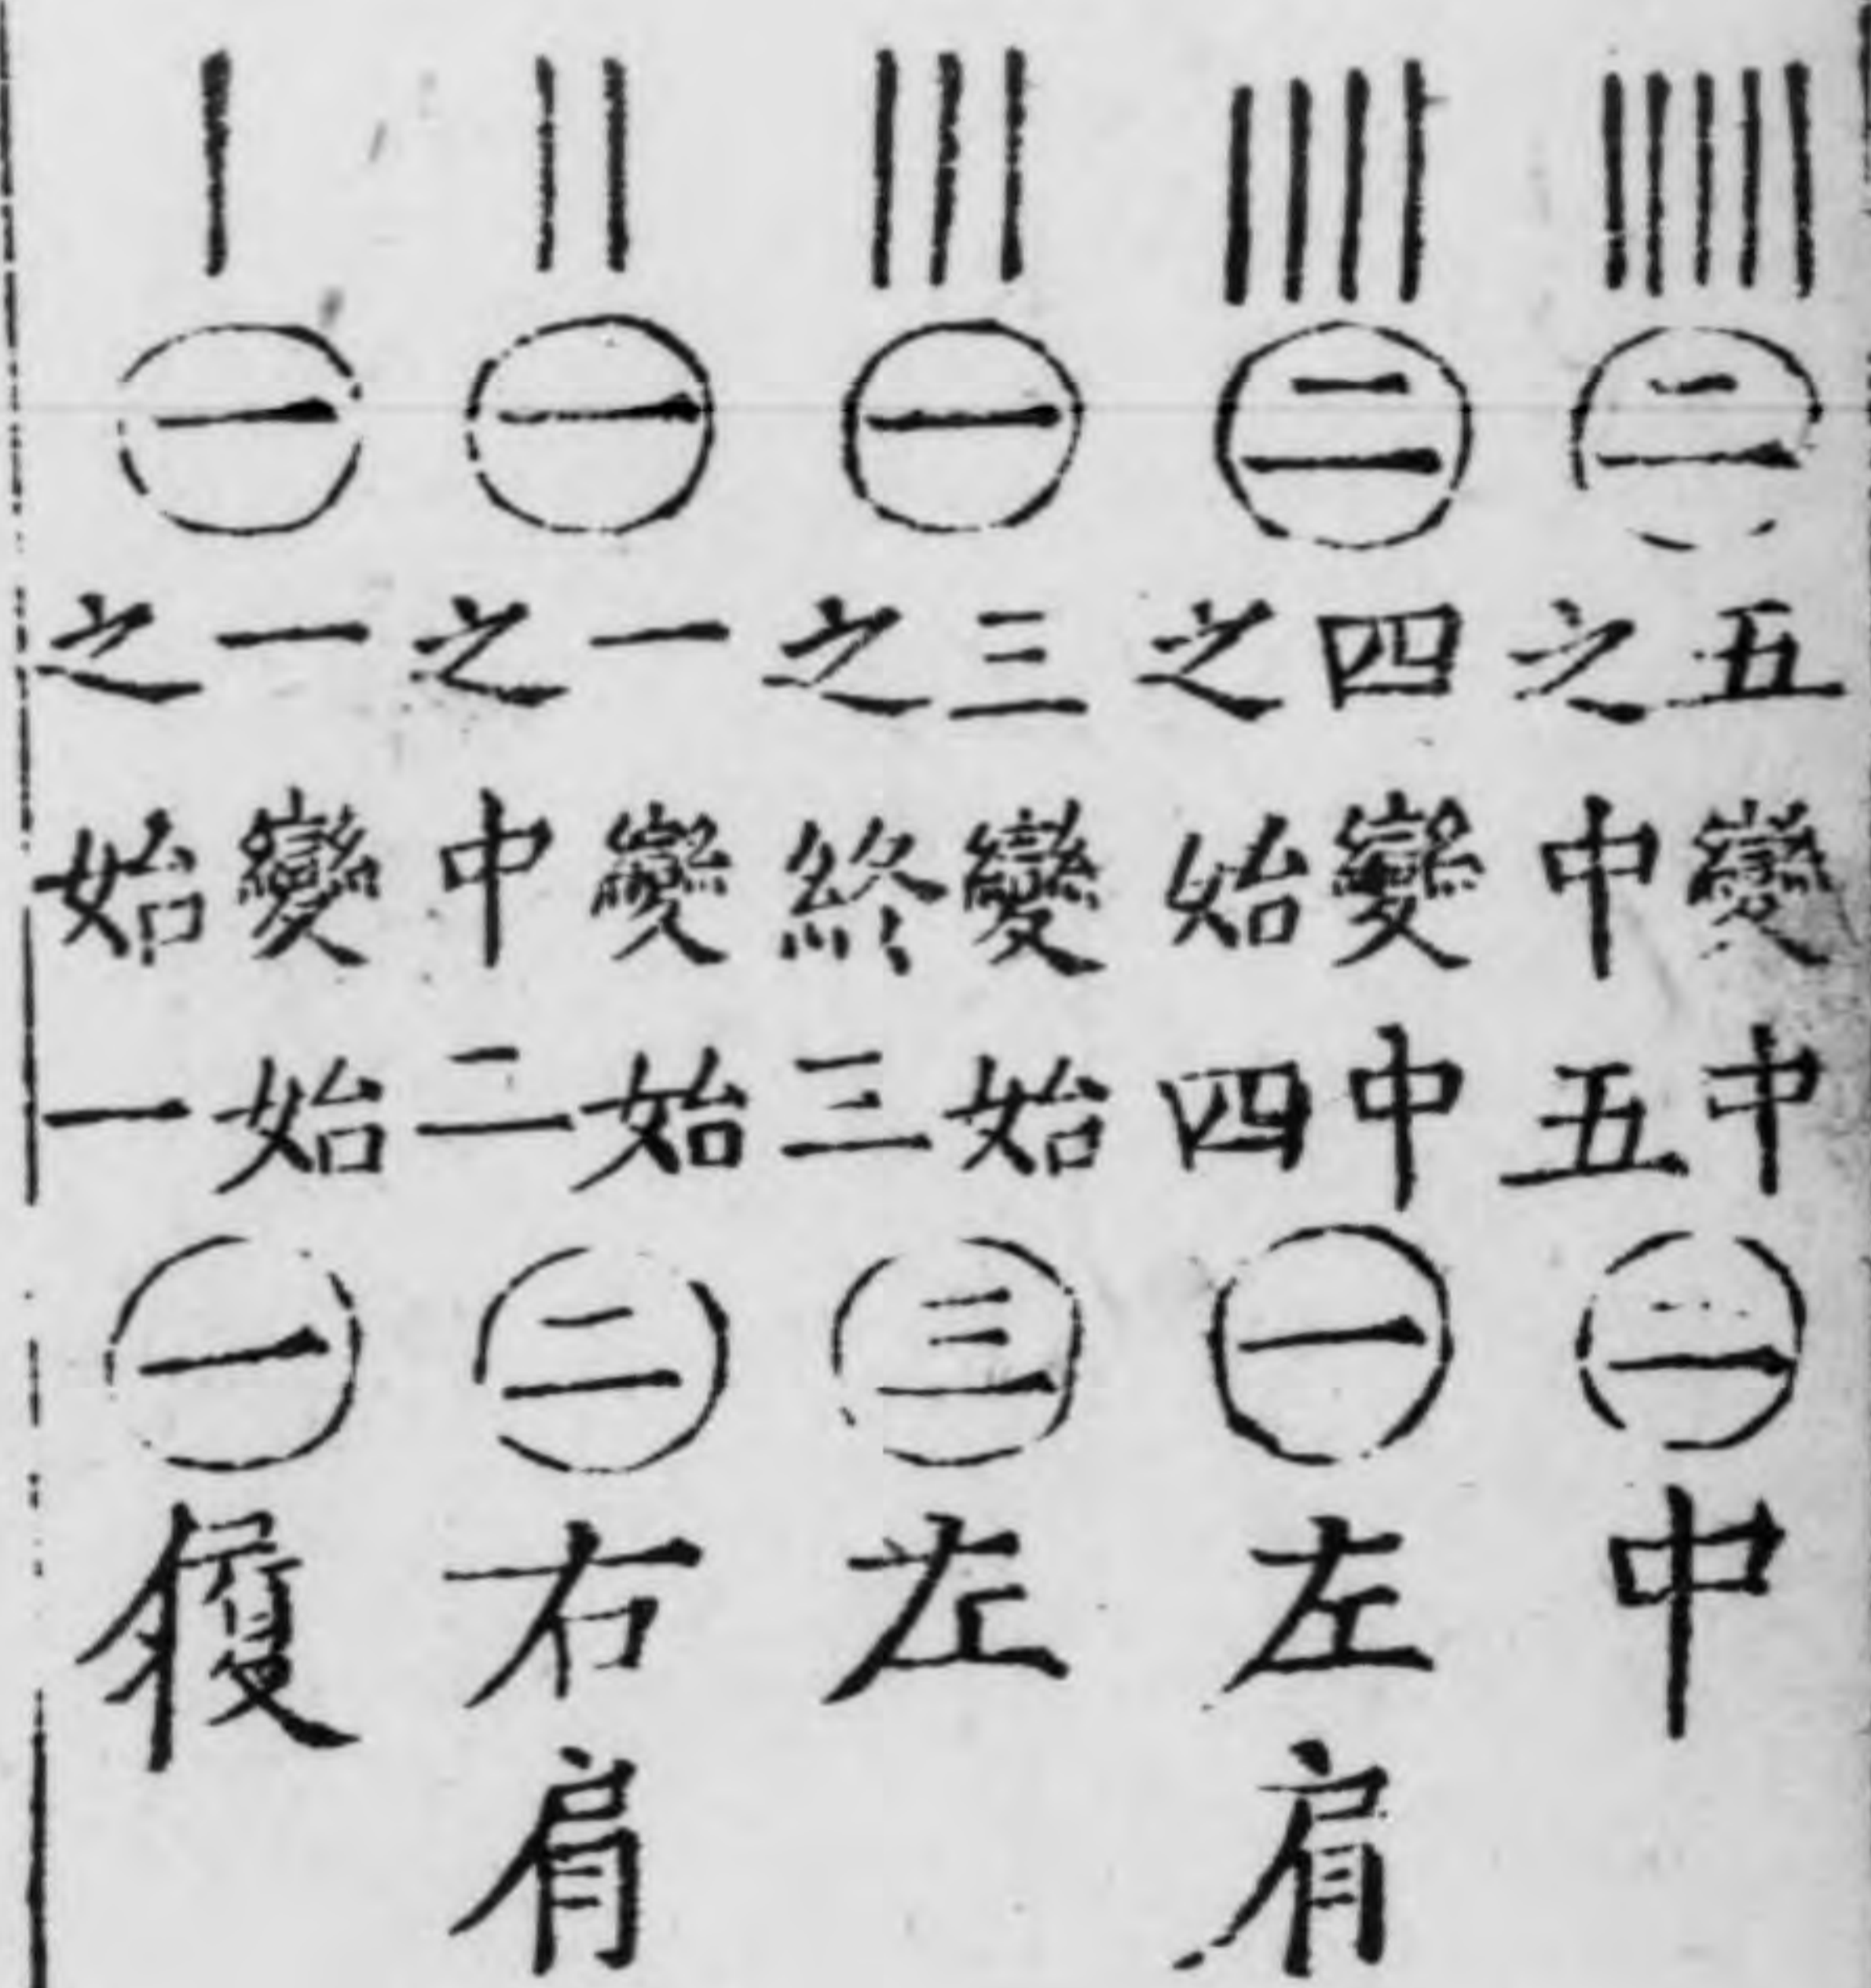 |||||
㊁
五變中
之中五
㊁
中
||||
㊁
四變中
之始四
㊀
左肩
|||
㊀
三變始
之終三
㊂
左
||
㊀
一變始
之中二
㊁
右肩
|
㊀
一變始
之始一
㊀
履